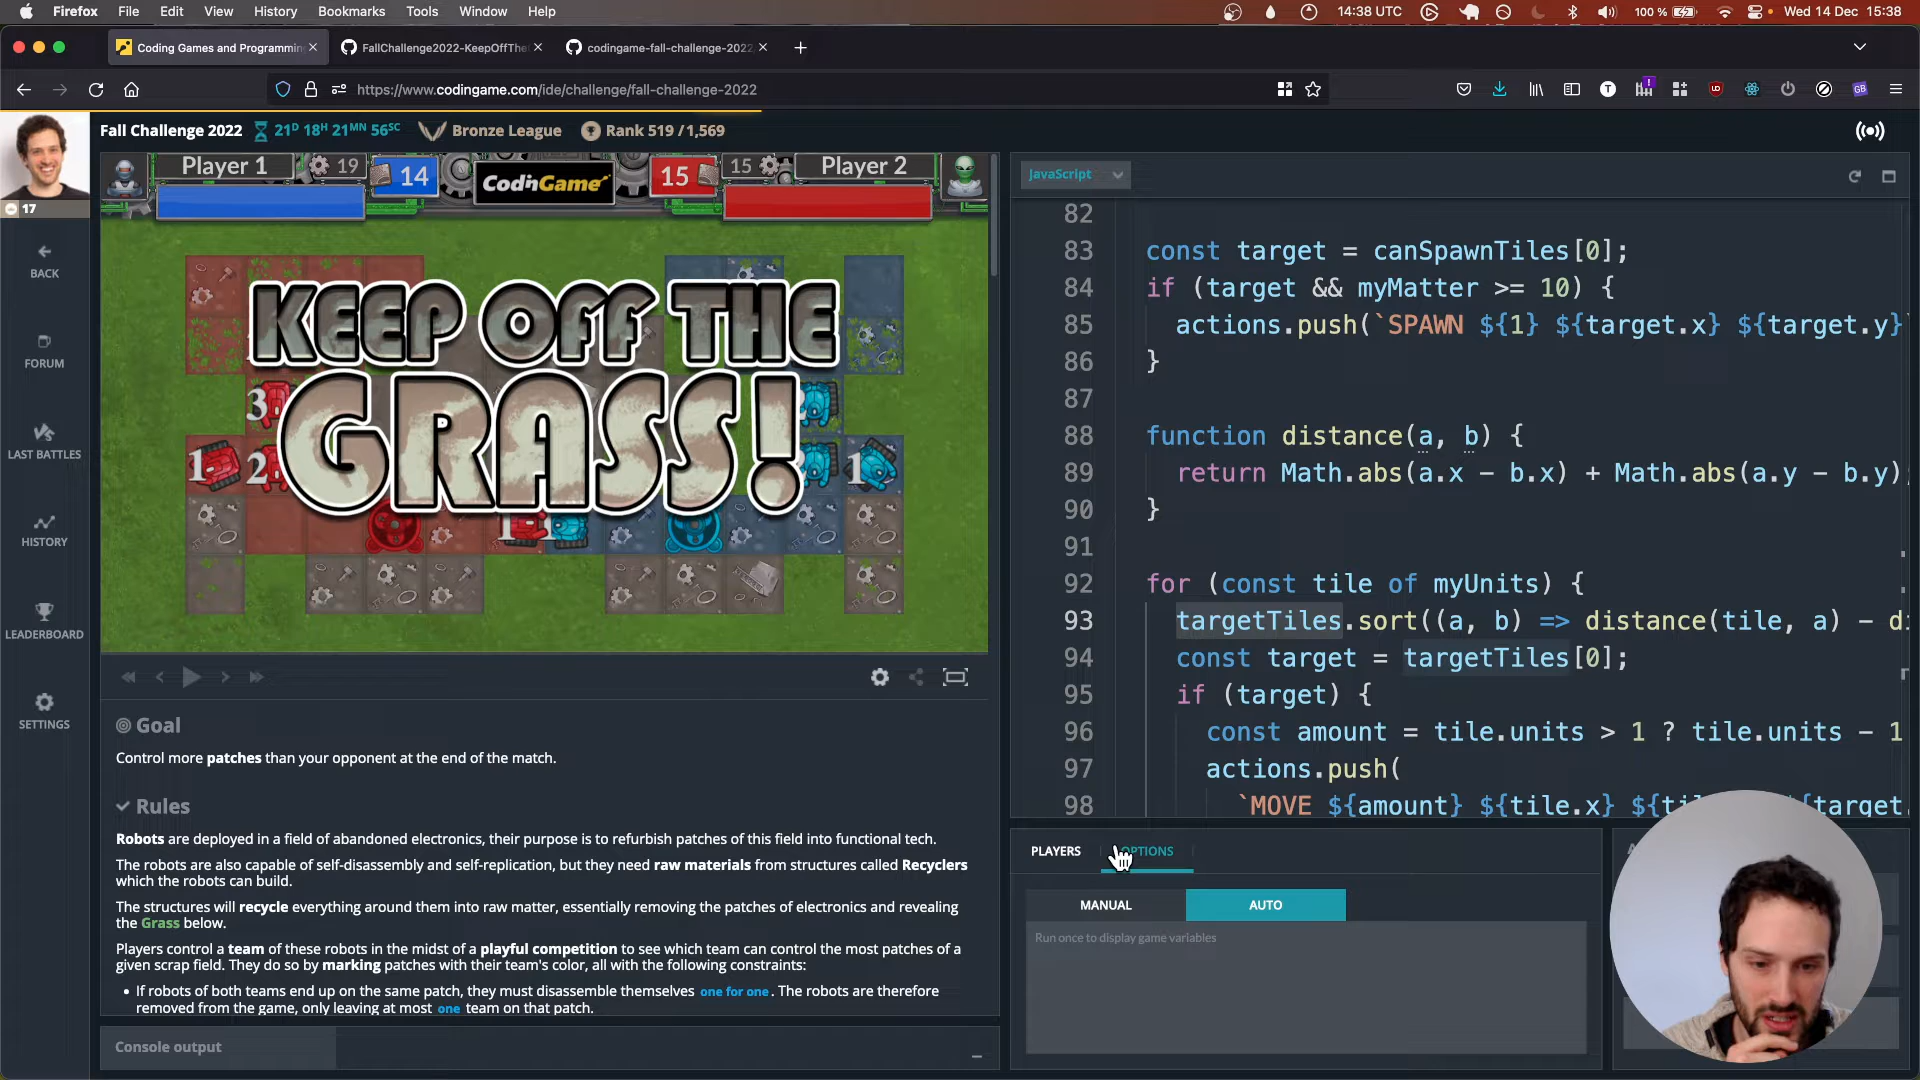 Firefox File Edit View History Bookmarks Tools Window Help
14:38 UTC
100 %
Wed 14 Dec 15:38
Coding Games and Programmin
FallChallenge2022-KeepOffThe
codingame-fall-challenge-2022
https://www.codingame.com/ide/challenge/fall-challenge-2022
Fall Challenge 2022 21D 18H 21MN 56SC Bronze League Rank 519 / 1,569
17
BACK
FORUM
LAST BATTLES
HISTORY
LEADERBOARD
SETTINGS
Player 1 19 14 CodinGame 15 15 Player 2
KEEP OFF THE
GRASS!
3
1 2 1
1 1
Goal
Control more patches than your opponent at the end of the match.
Rules
Robots are deployed in a field of abandoned electronics, their purpose is to refurbish patches of this field into functional tech.
The robots are also capable of self-disassembly and self-replication, but they need raw materials from structures called Recyclers
which the robots can build.
The structures will recycle everything around them into raw matter, essentially removing the patches of electronics and revealing
the Grass below.
Players control a team of these robots in the midst of a playful competition to see which team can control the most patches of a
given scrap field. They do so by marking patches with their team's color, all with the following constraints:
• If robots of both teams end up on the same patch, they must disassemble themselves one for one. The robots are therefore
removed from the game, only leaving at most one team on that patch.
Console output
JavaScript
82
83 const target = canSpawnTiles[0];
84 if (target && myMatter >= 10) {
85 actions.push(`SPAWN ${1} ${target.x} ${target.y}`
86 }
87
88 function distance(a, b) {
89 return Math.abs(a.x - b.x) + Math.abs(a.y - b.y);
90 }
91
92 for (const tile of myUnits) {
93 targetTiles.sort((a, b) => distance(tile, a) - di
94 const target = targetTiles[0];
95 if (target) {
96 const amount = tile.units > 1 ? tile.units - 1
97 actions.push(
98 `MOVE ${amount} ${tile.x} ${ti ${target.
PLAYERS OPTIONS
MANUAL AUTO
Run once to display game variables